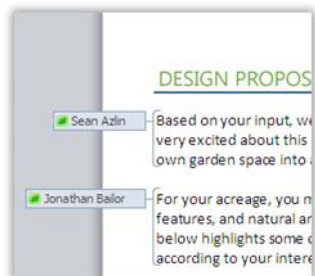 DESIGN PROPOS
Sean Azlin
Based on your input, we
very excited about this
own garden space into
Jonathan Bailor
For your acreage, you
features, and natural
below highlights some
according to your intere